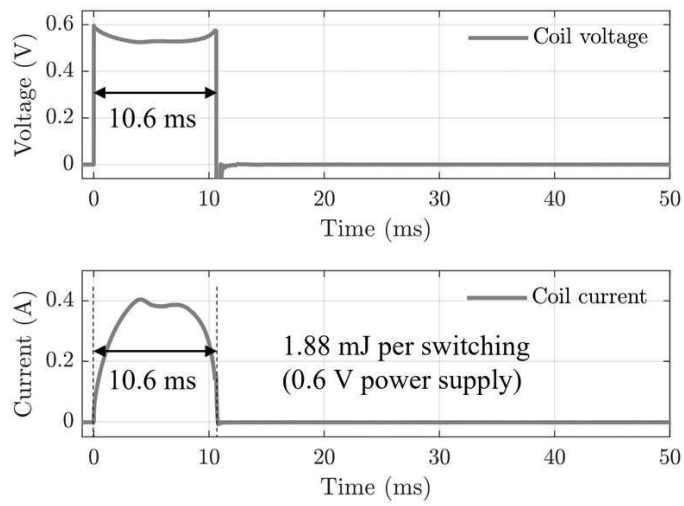 0.6
0.4
0.2
0
Voltage (V)
Coil voltage
10.6 ms
0
10
20
30
40
50
Time (ms)
0.4
0.2
0
Current (A)
Coil current
10.6 ms
1.88 mJ per switching
(0.6 V power supply)
0
10
20
30
40
50
Time (ms)